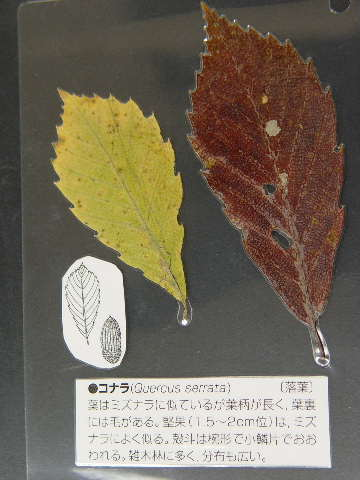 ●コナラ(Quercus serrata) 〔落葉〕
葉はミズナラに似ているが葉柄が長く,葉裏
には毛がある。堅果(1.5~2cm位)は,ミズ
ナラによく似る。殻斗は椀形で小鱗片でおお
われる。雑木林に多く,分布も広い。